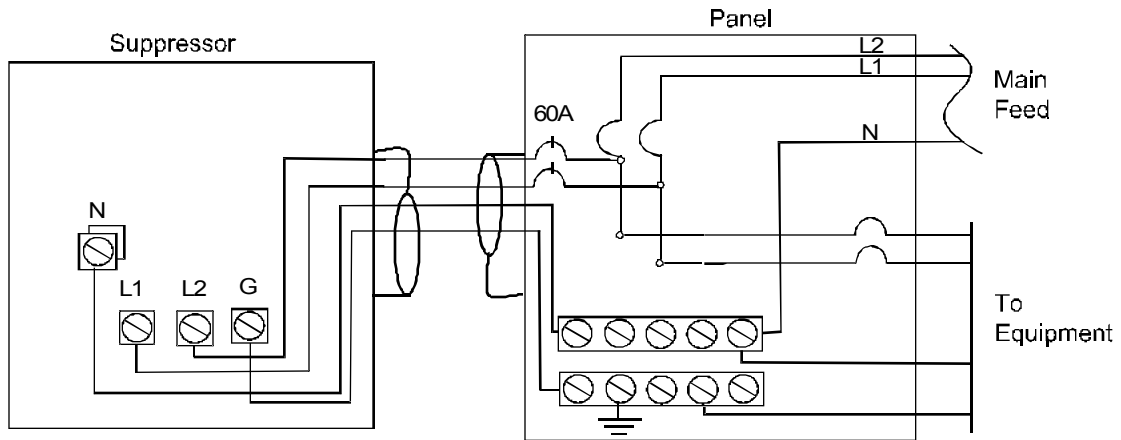 Panel
Suppressor
L2
L1
Main
Feed
60A
N
N
L1
L2
G
To
Equipment